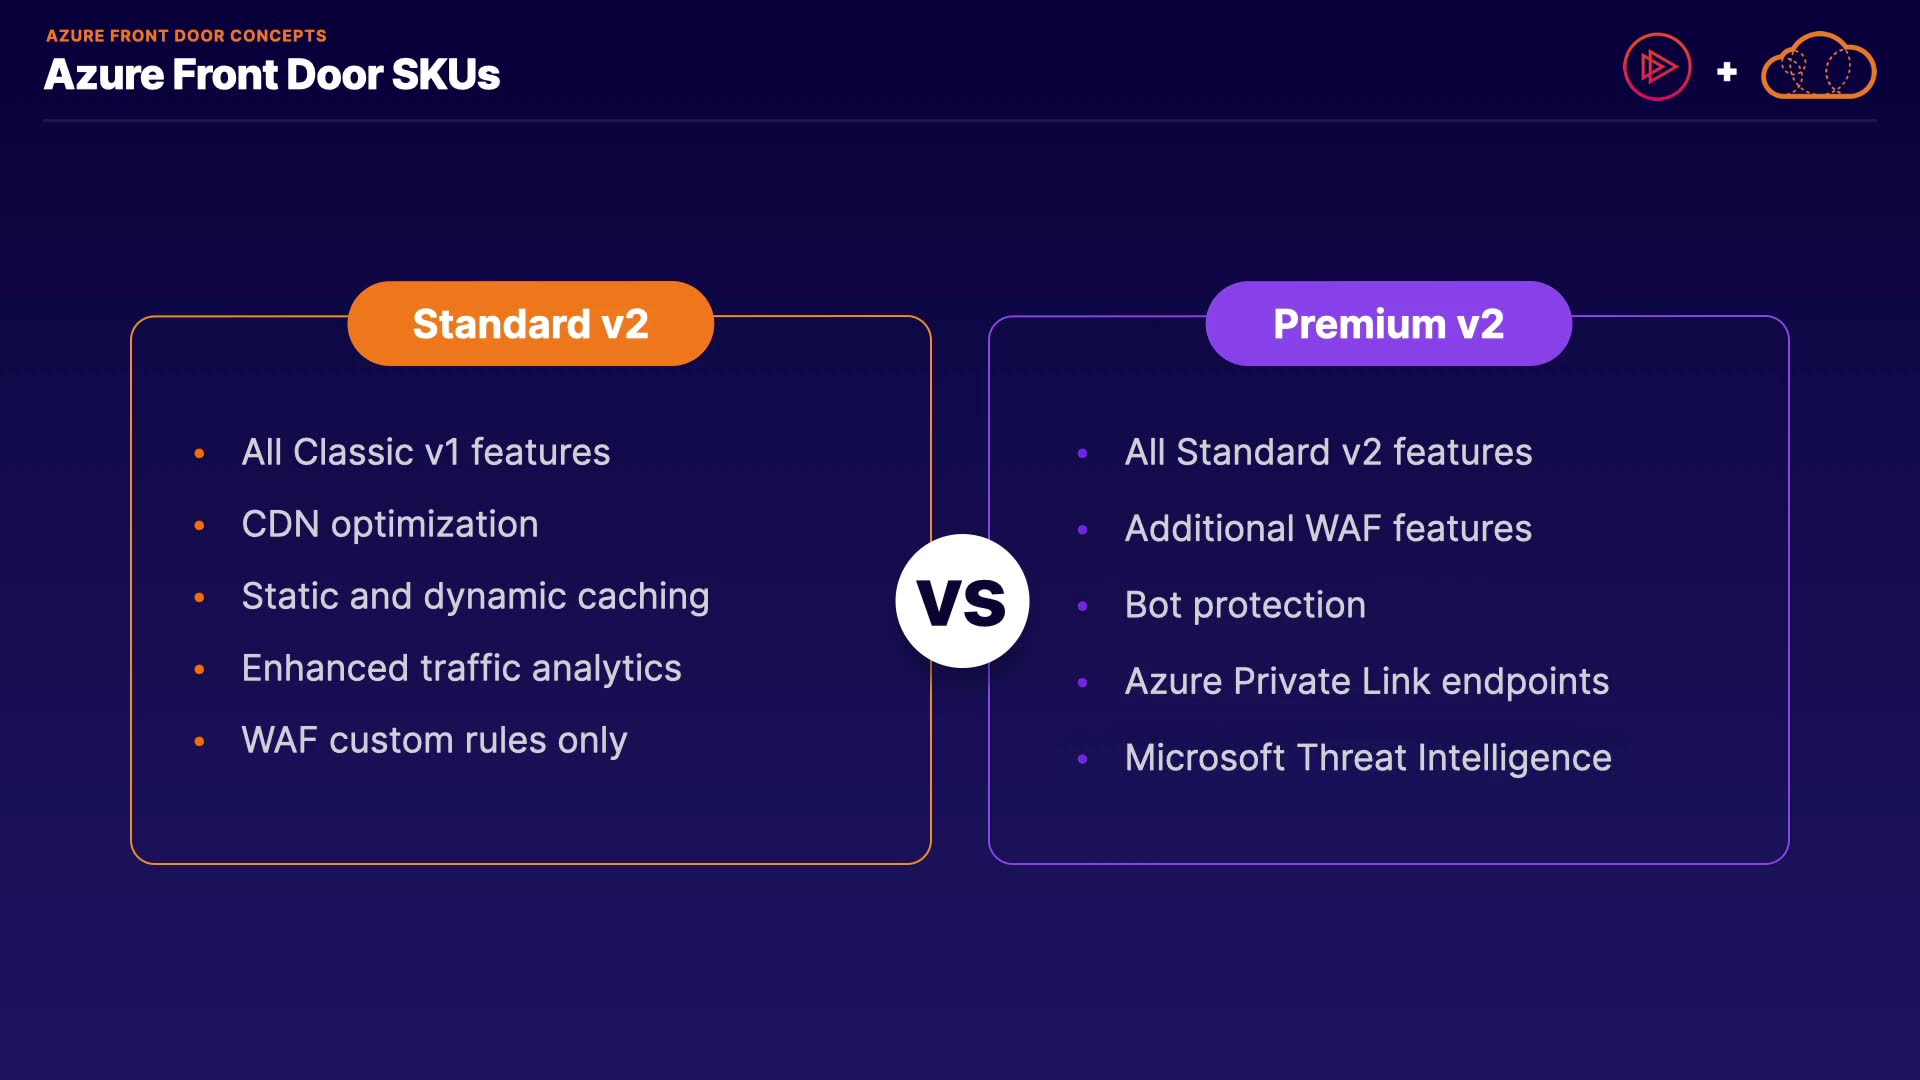 AZURE FRONT DOOR CONCEPTS
Azure Front Door SKUs
+
Standard v2
• All Classic v1 features
• CDN optimization
• Static and dynamic caching
• Enhanced traffic analytics
• WAF custom rules only
VS
Premium v2
• All Standard v2 features
• Additional WAF features
• Bot protection
• Azure Private Link endpoints
• Microsoft Threat Intelligence